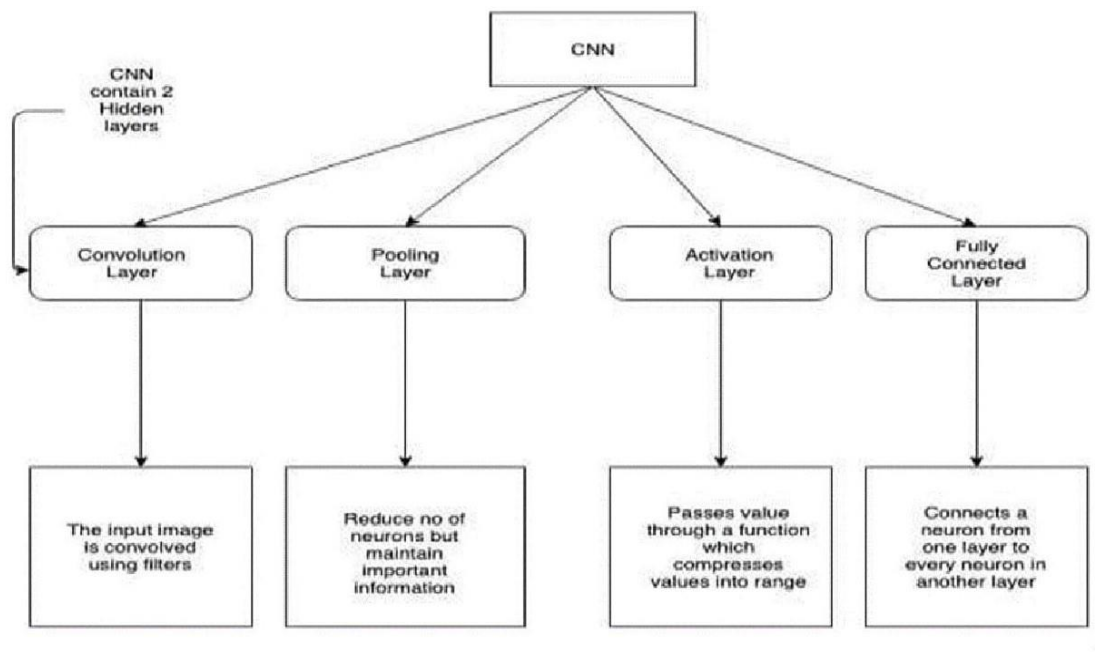 CNN
CNN
contain 2
Hidden
layers
Convolution
Layer
Pooling
Layer
Activation
Layer
Fully
Connected
Layer
The input image
is convolved
using filters
Reduce no of
neurons but
maintain
important
information
Passes value
through a function
which
compresses
values into range
Connects a
neuron from
one layer to
every neuron in
another layer